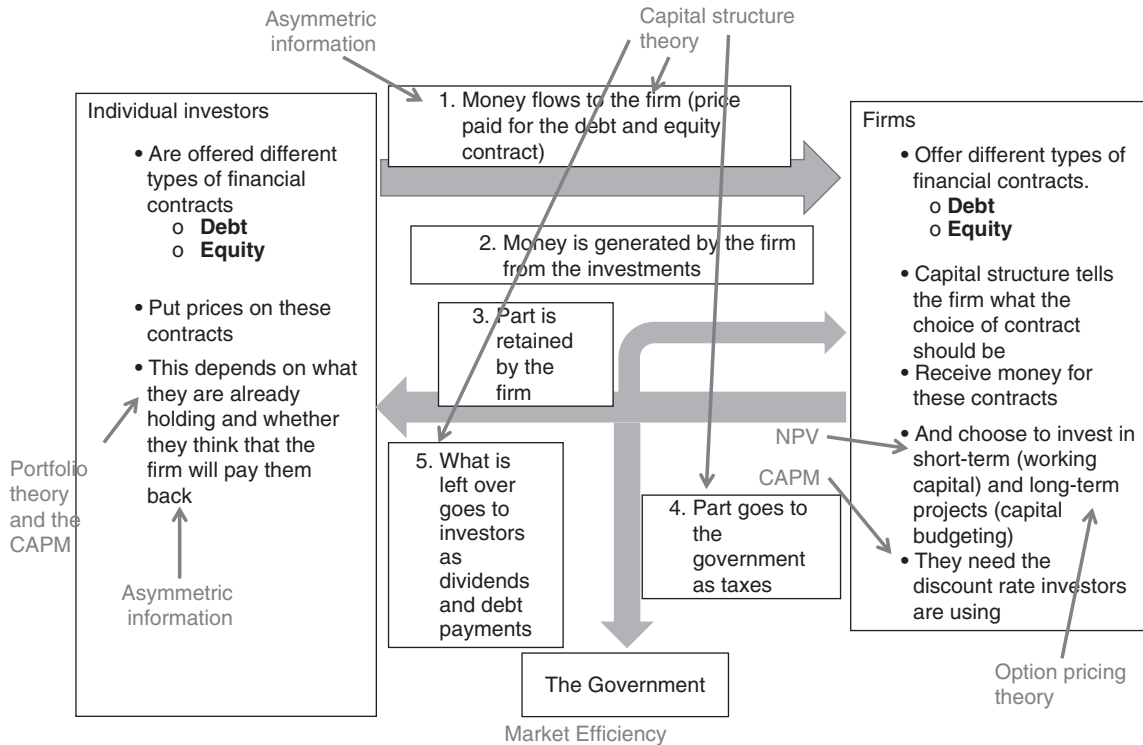 Asymmetric
information
Capital structure
theory
Individual investors
• Are offered different
types of financial
contracts
o Debt
o Equity
• Put prices on these
contracts
• This depends on what
they are already
holding and whether
they think that the
firm will pay them
back
Portfolio
theory
and the
CAPM
Asymmetric
information
1. Money flows to the firm (price
paid for the debt and equity
contract)
2. Money is generated by the firm
from the investments
3. Part is
retained
by the
firm
5. What is
left over
goes to
investors
as
dividends
and debt
payments
4. Part goes to
the
government
as taxes
The Government
Market Efficiency
NPV
CAPM
Firms
• Offer different types of
financial contracts.
o Debt
o Equity
• Capital structure tells
the firm what the
choice of contract
should be
• Receive money for
these contracts
• And choose to invest in
short-term (working
capital) and long-term
projects (capital
budgeting)
• They need the
discount rate investors
are using
Option pricing
theory